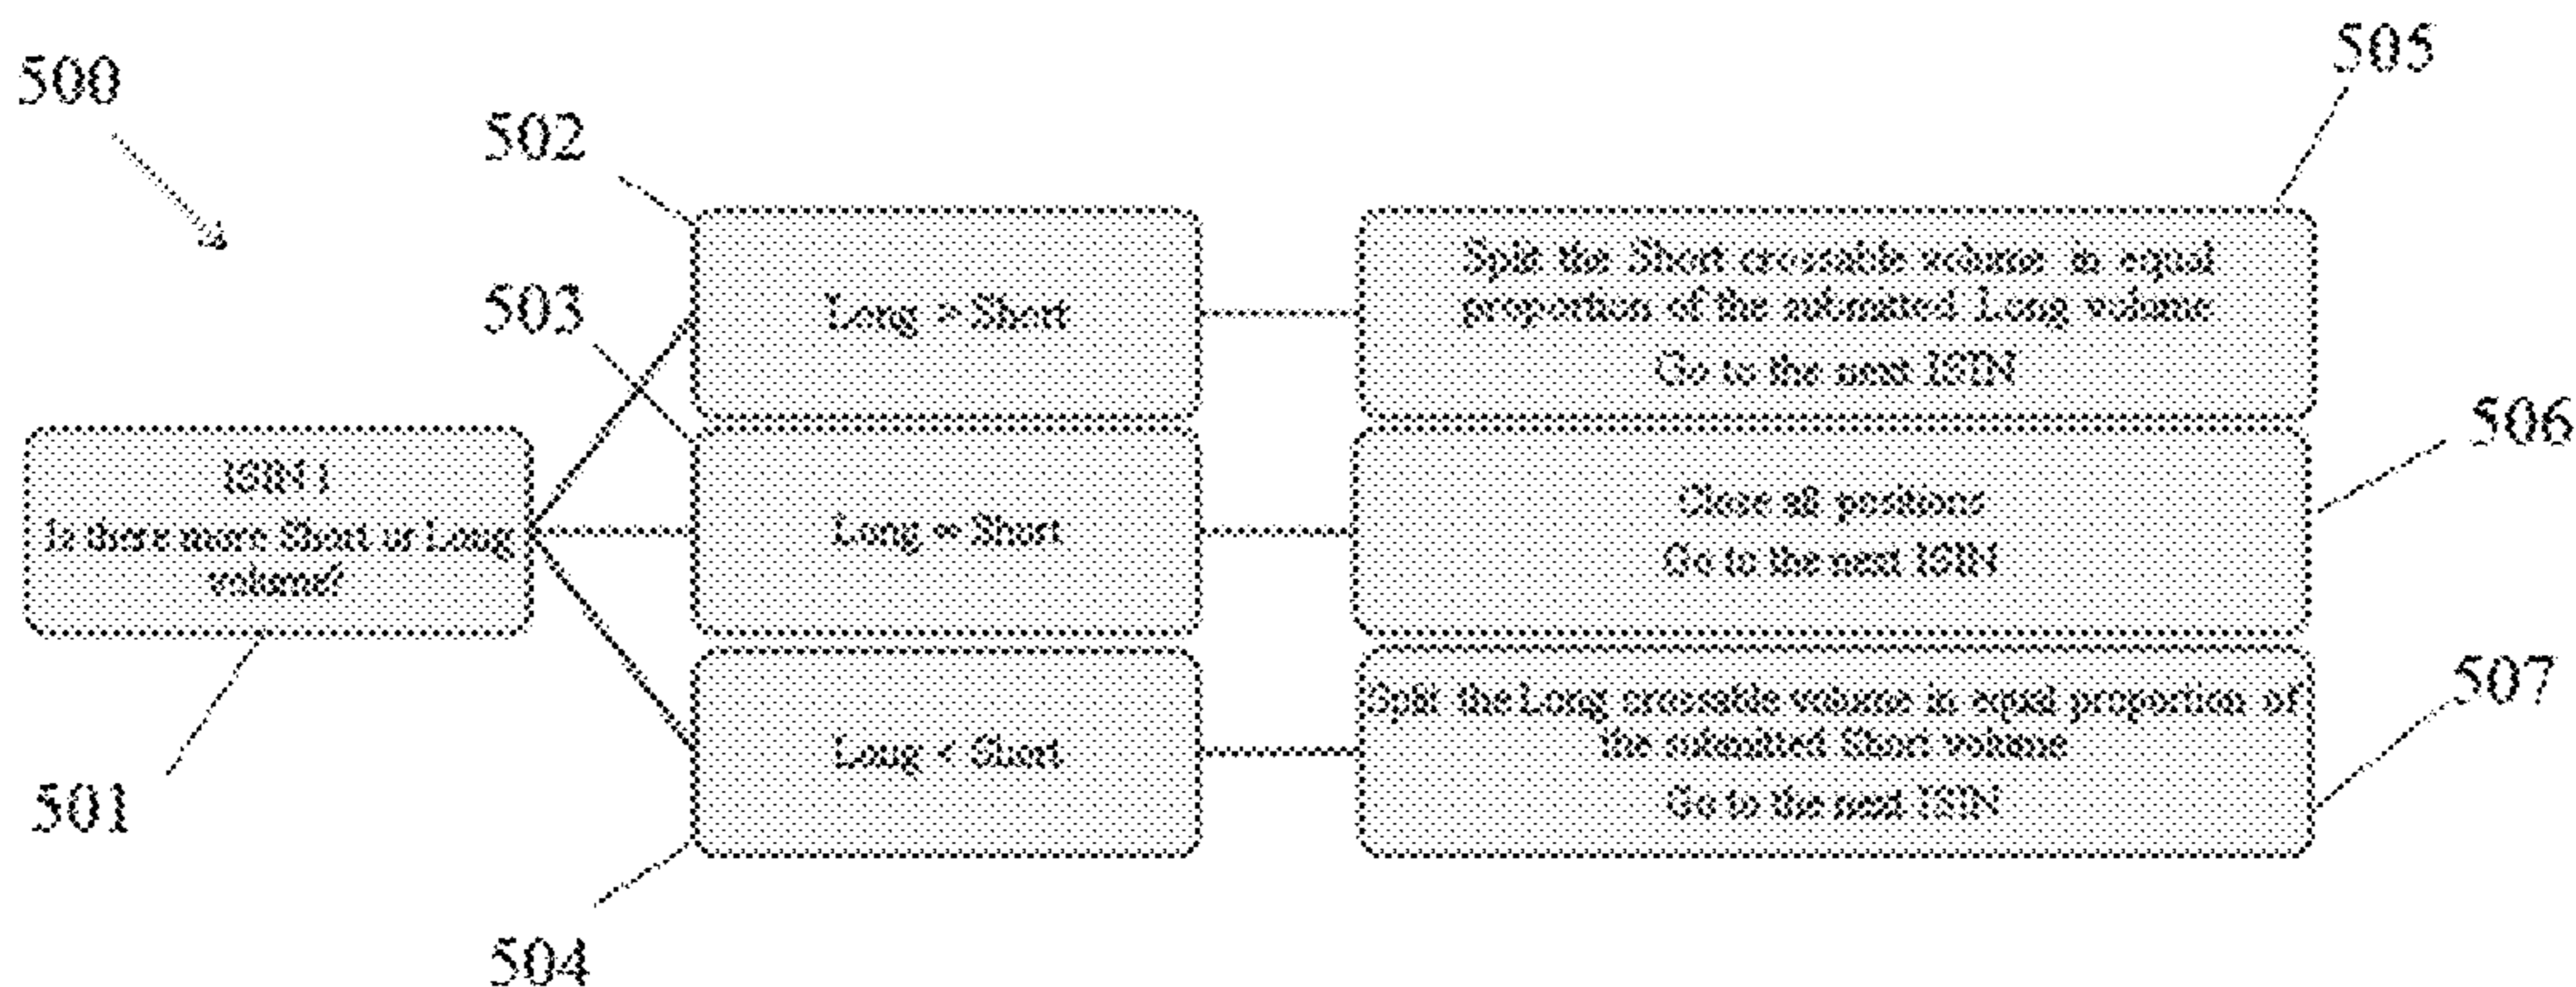 500
502
503
505
506
507
501
504
ISIN i
Is there more Short or Long
volume?
Long > Short
Long = Short
Long < Short
Split the Short crossable volume in equal
proportion of the submitted Long volume
Go to the next ISIN
Close all positions
Go to the next ISIN
Split the Long crossable volume in equal proportion of
the submitted Short volume
Go to the next ISIN